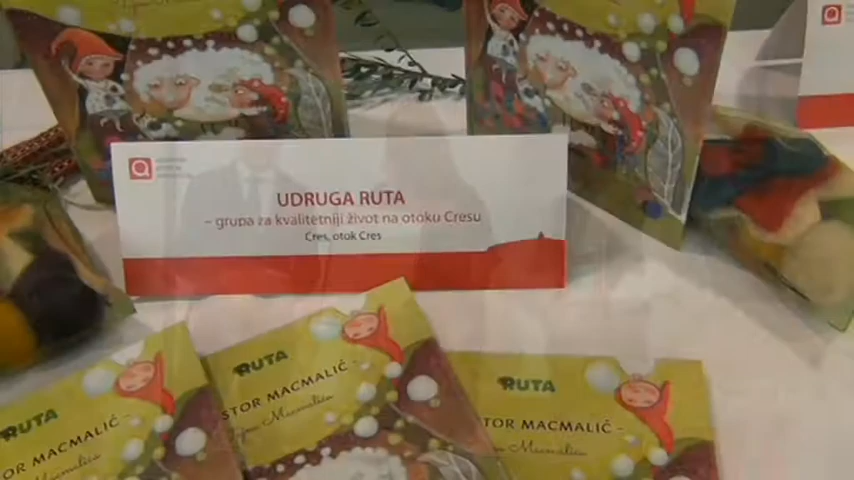 UDRUGA RUTA
– grupa za kvalitetniji život na otoku Cresu
Cres, otok Cres
RUTA
OR MACMALIĆ –
RUTA
STOR MACMALIĆ –
RUTA
TOR MACMALIĆ –